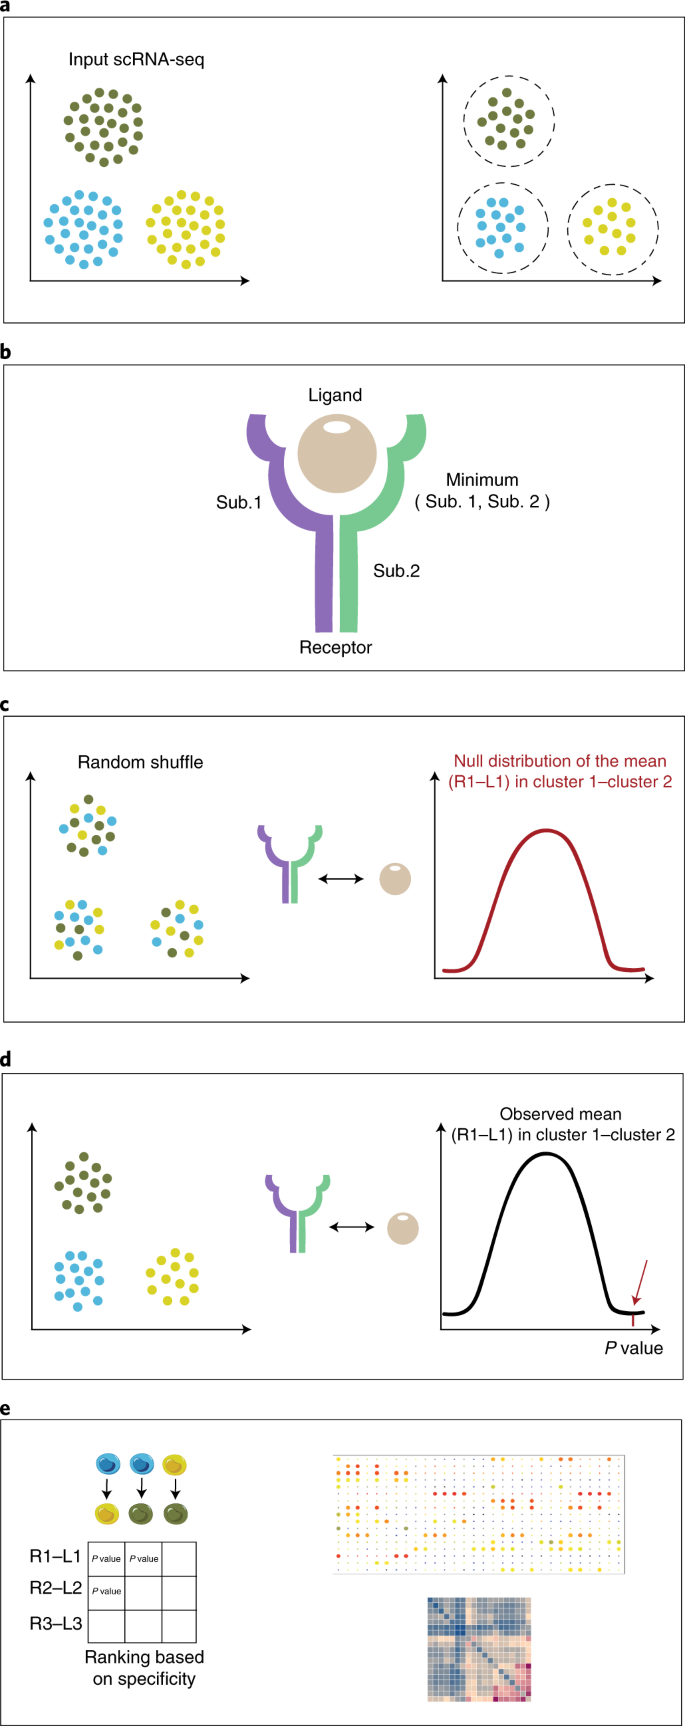 a
Input scRNA-seq
b
Ligand
Sub.1
Minimum
( Sub. 1, Sub. 2 )
Sub.2
Receptor
c
Random shuffle
Null distribution of the mean
(R1–L1) in cluster 1–cluster 2
d
Observed mean
(R1–L1) in cluster 1–cluster 2
P value
e
R1–L1 P value P value
R2–L2 P value
R3–L3
Ranking based
on specificity